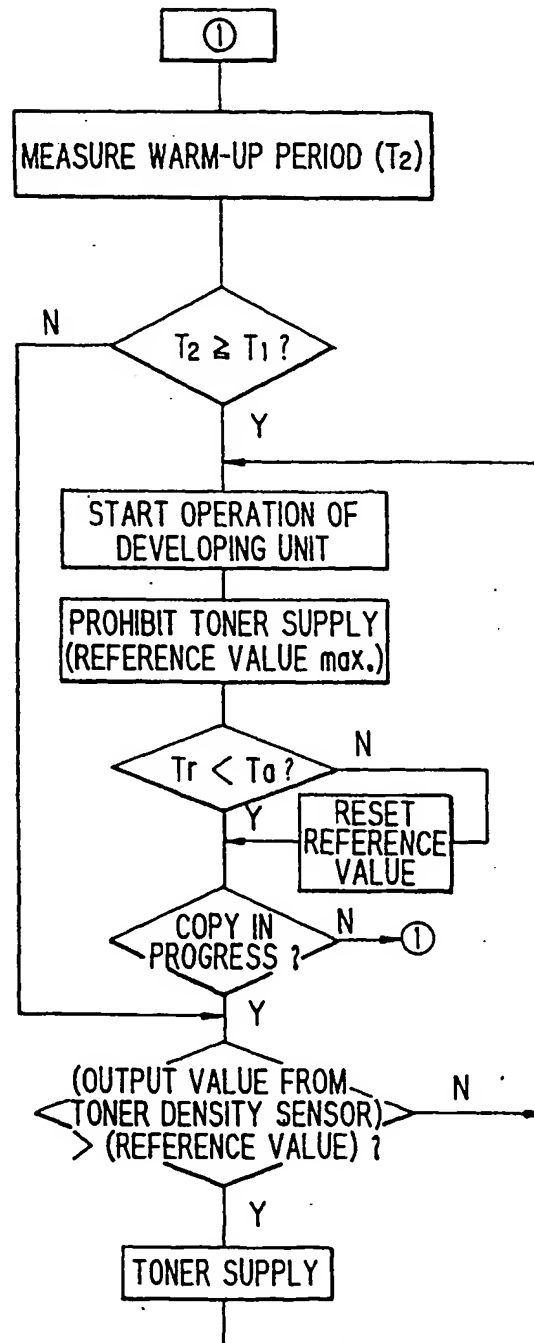 ①
MEASURE WARM-UP PERIOD (T2)
N
T2 ≧ T1 ?
Y
START OPERATION OF
DEVELOPING UNIT
PROHIBIT TONER SUPPLY
(REFERENCE VALUE max.)
Tr < Ta ?
N
Y
RESET
REFERENCE
VALUE
COPY IN
PROGRESS ?
N
①
Y
(OUTPUT VALUE FROM
TONER DENSITY SENSOR)
> (REFERENCE VALUE) ?
N
Y
TONER SUPPLY